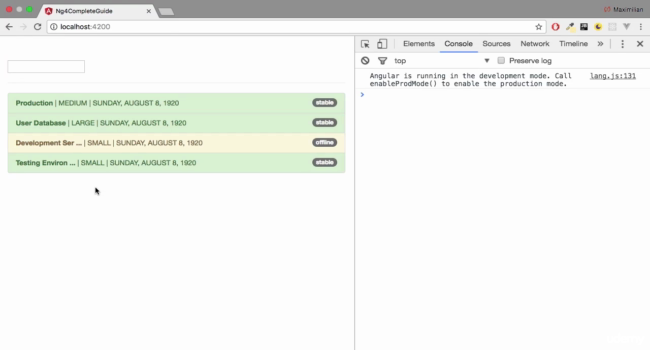 Ng4CompleteGuide
Maximilian
localhost:4200
Elements Console Sources Network Timeline
top
Preserve log
Angular is running in the development mode. Call lang.js:131
enableProdMode() to enable the production mode.
Production | MEDIUM | SUNDAY, AUGUST 8, 1920 stable
User Database | LARGE | SUNDAY, AUGUST 8, 1920 stable
Development Ser ... | SMALL | SUNDAY, AUGUST 8, 1920 offline
Testing Environ ... | SMALL | SUNDAY, AUGUST 8, 1920 stable